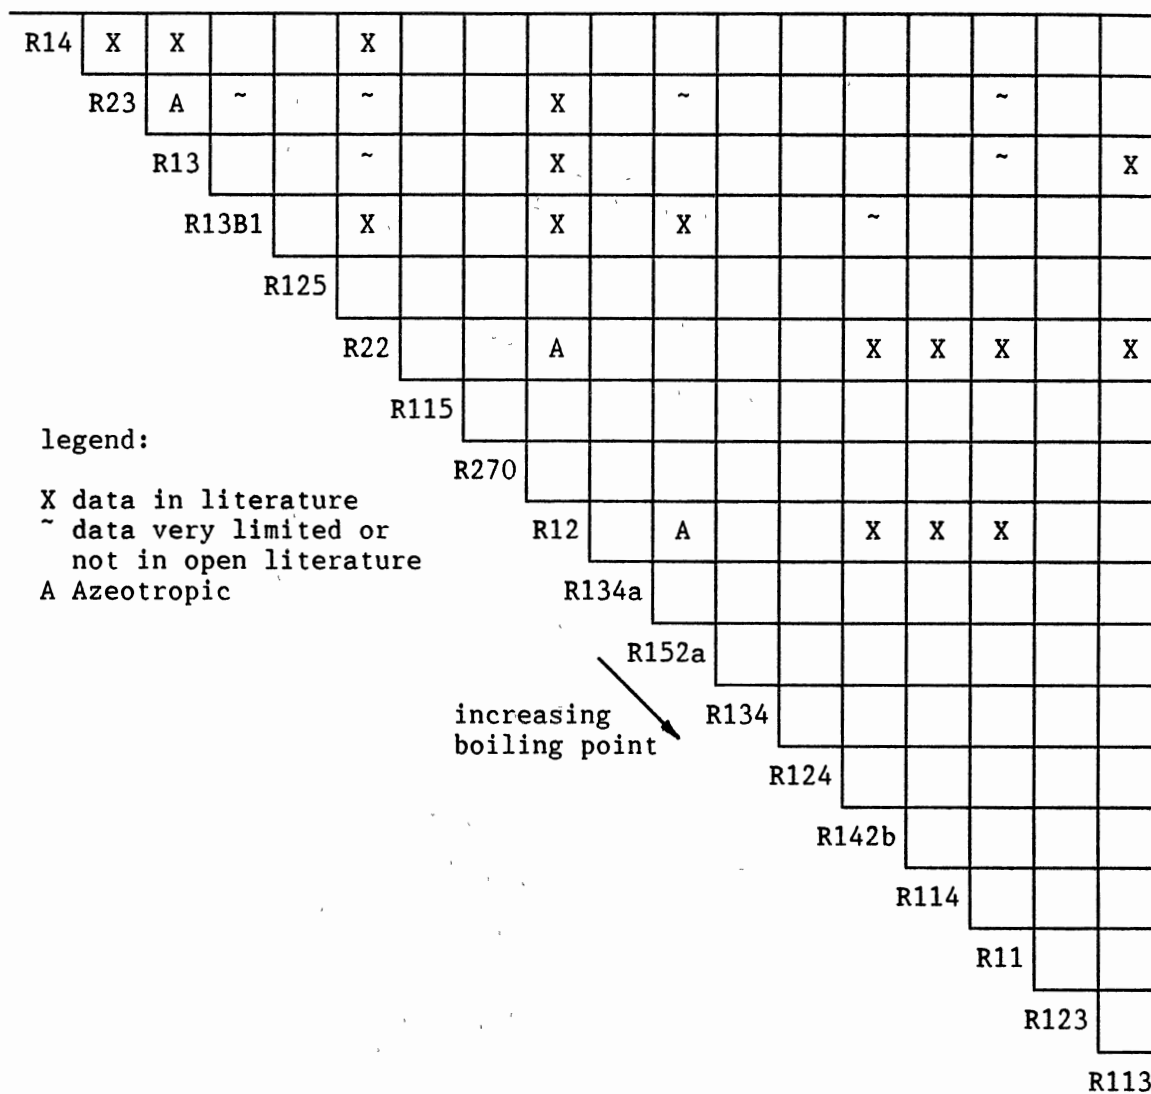 R14 X X X
R23 A ~ ~ X ~ ~
R13 ~ X ~ X
R13B1 X X X ~
R125
R22 A X X X X
R115
legend:
R270
X data in literature
~ data very limited or
not in open literature
A Azeotropic
R12 A X X X
R134a
R152a
increasing
boiling point
R134
R124
R142b
R114
R11
R123
R113